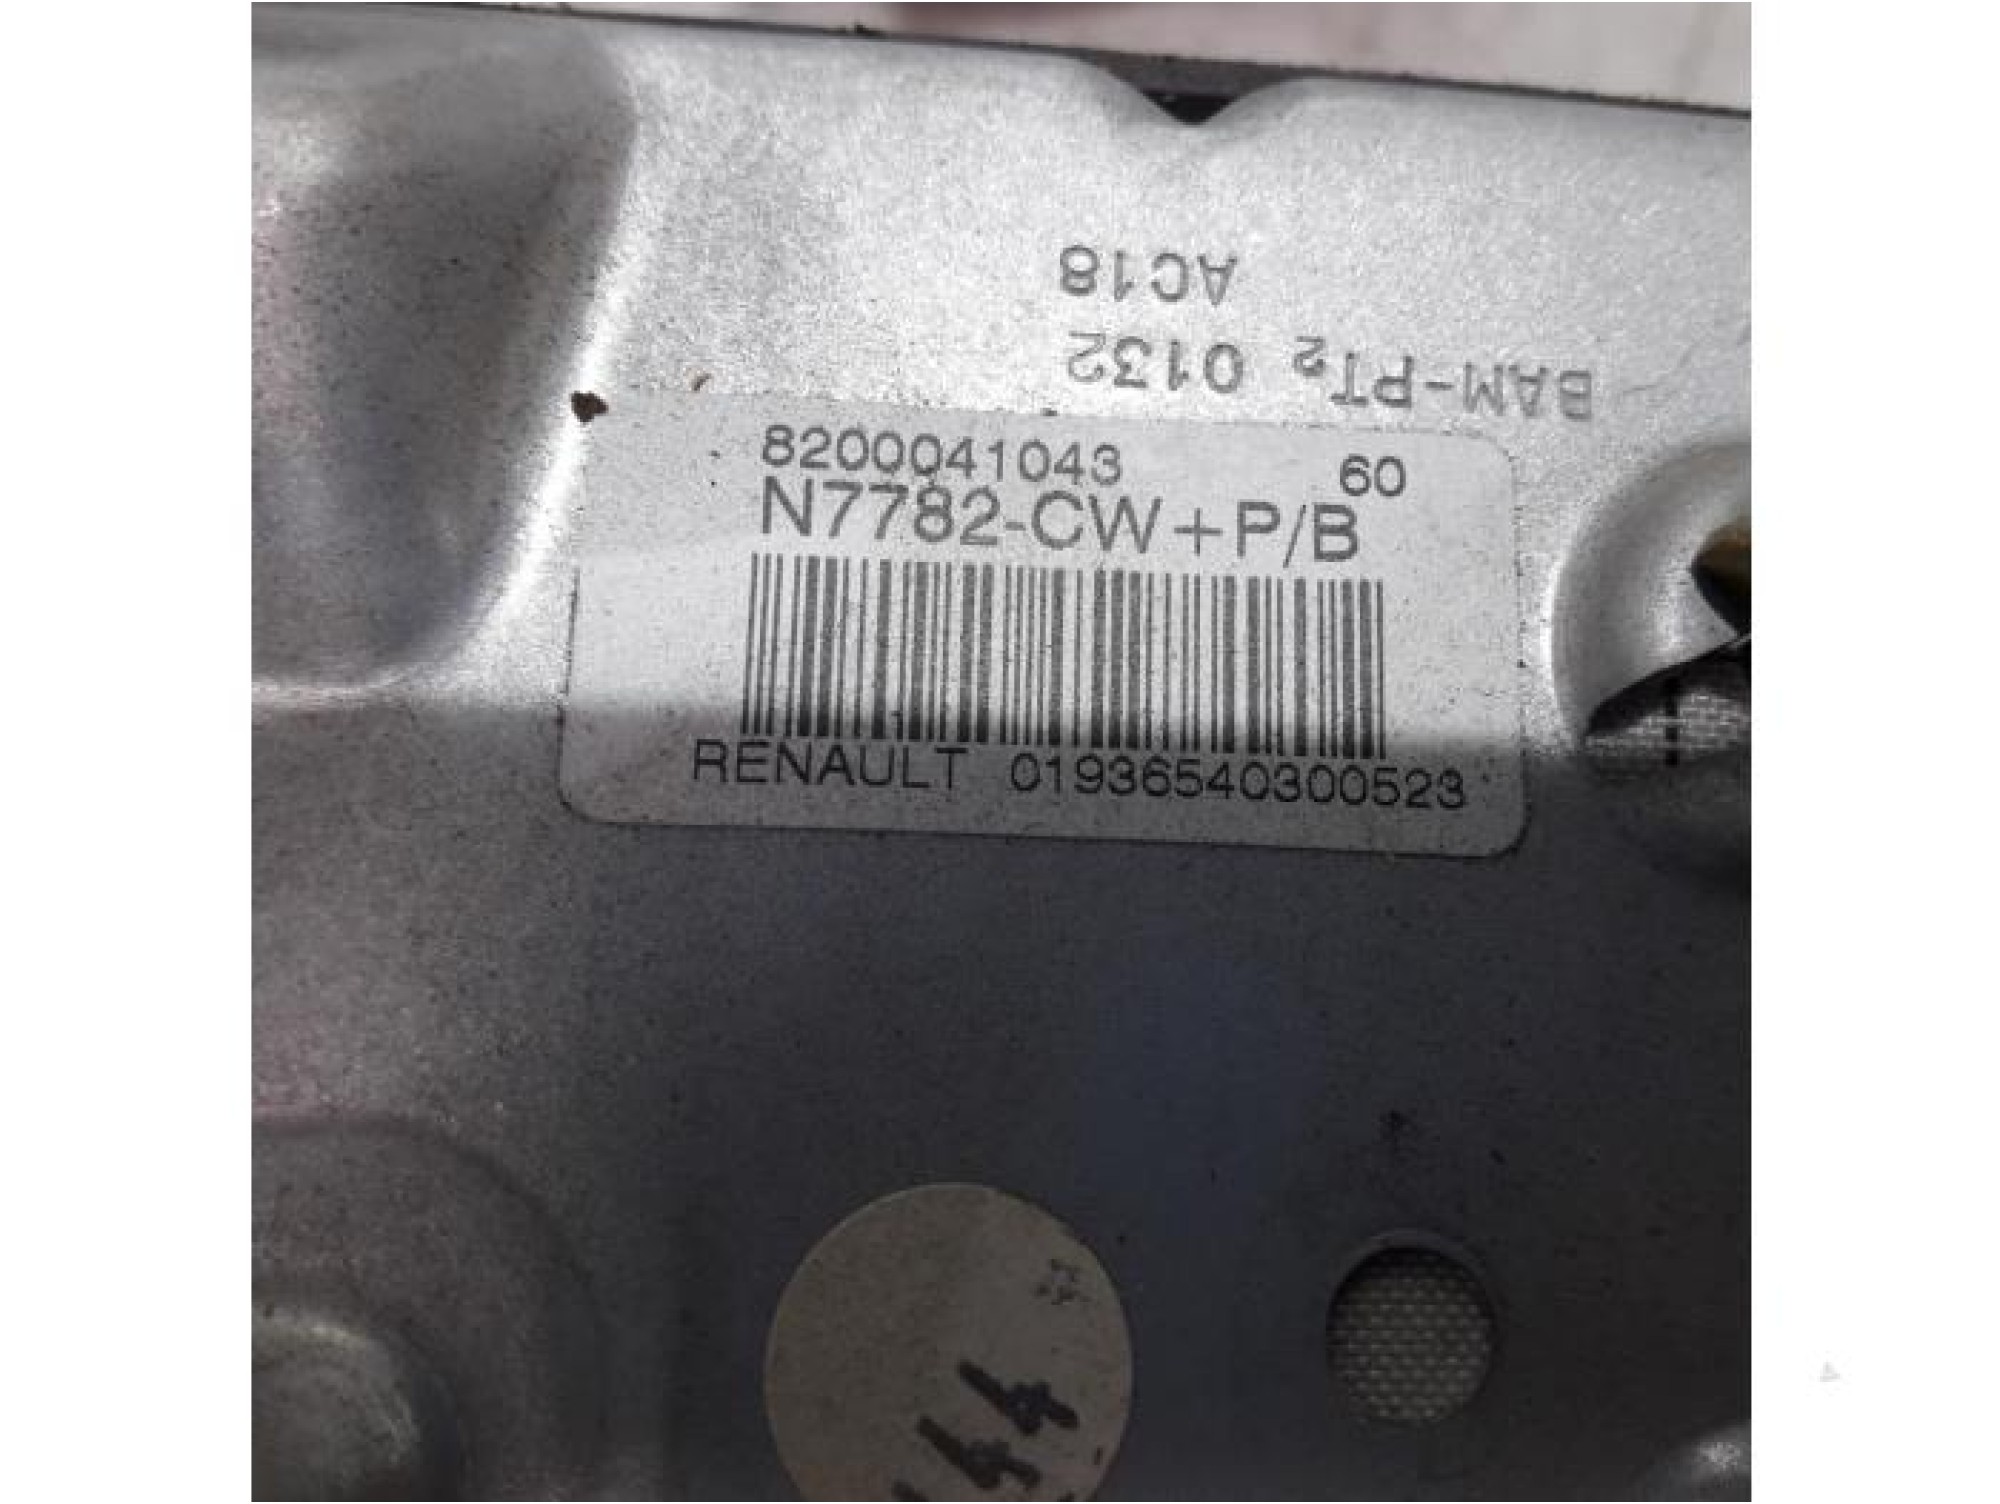 AC18
BAM-PT2 0132
8200041043 60
N7782-CW+P/B
RENAULT 01936540300523